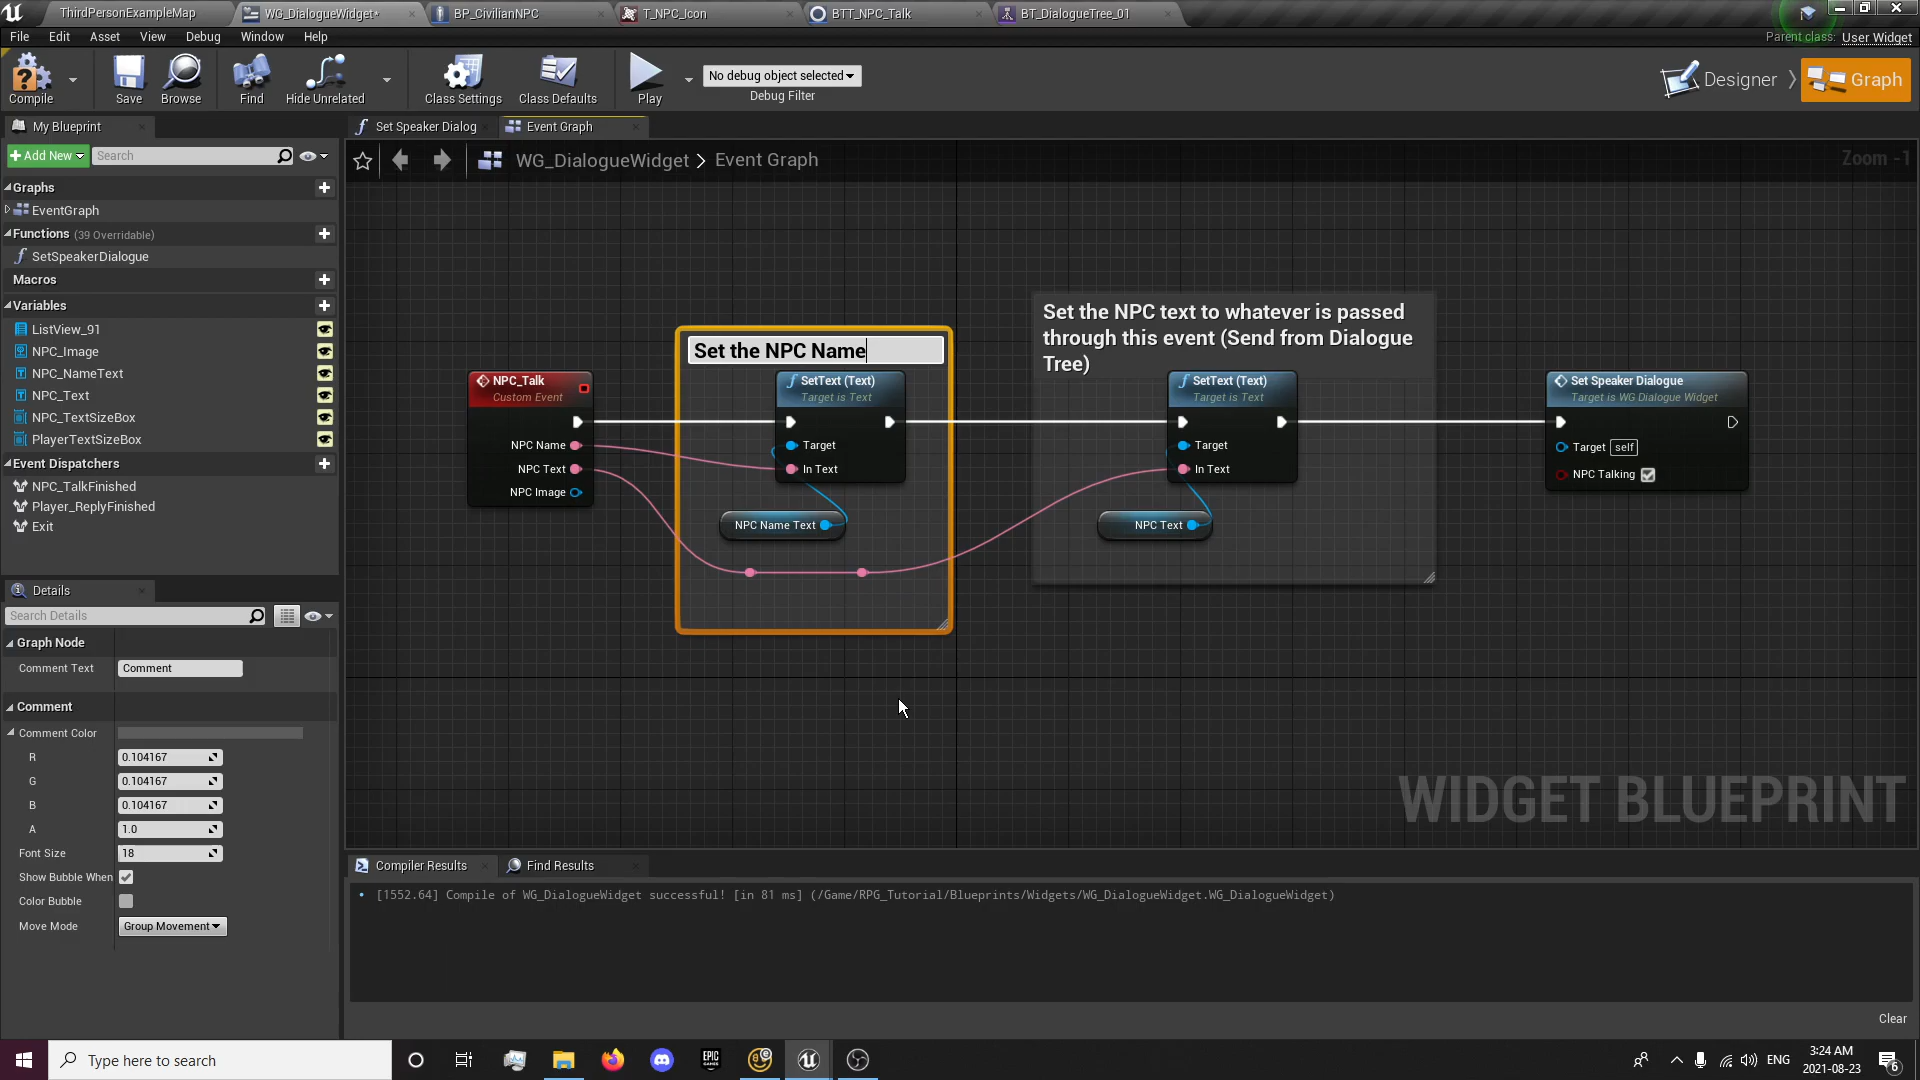 ThirdPersonExampleMap
WG_DialogueWidget*
BP_CivilianNPC
T_NPC_Icon
BTT_NPC_Talk
BT_DialogueTree_01
File Edit Asset View Debug Window Help
Parent class: User Widget
Compile
Save
Browse
Find
Hide Unrelated
Class Settings
Class Defaults
Play
No debug object selected
Debug Filter
Designer
Graph
My Blueprint
Set Speaker Dialog
Event Graph
Add New
Search
WG_DialogueWidget > Event Graph
Zoom -1
Graphs
EventGraph
Functions (39 Overridable)
SetSpeakerDialogue
Macros
Variables
ListView_91
NPC_Image
NPC_NameText
NPC_Text
NPC_TextSizeBox
PlayerTextSizeBox
Event Dispatchers
NPC_TalkFinished
Player_ReplyFinished
Exit
Set the NPC Name
Set the NPC text to whatever is passed
through this event (Send from Dialogue
Tree)
NPC_Talk
Custom Event
NPC Name
NPC Text
NPC Image
SetText (Text)
Target is Text
Target
In Text
NPC Name Text
SetText (Text)
Target is Text
Target
In Text
NPC Text
Set Speaker Dialogue
Target is WG Dialogue Widget
Target self
NPC Talking
WIDGET BLUEPRINT
Details
Search Details
Graph Node
Comment Text Comment
Comment
Comment Color
R 0.104167
G 0.104167
B 0.104167
A 1.0
Font Size 18
Show Bubble When
Color Bubble
Move Mode Group Movement
Compiler Results
Find Results
[1552.64] Compile of WG_DialogueWidget successful! [in 81 ms] (/Game/RPG_Tutorial/Blueprints/Widgets/WG_DialogueWidget.WG_DialogueWidget)
Clear
Type here to search
EPIC
GAMES
ENG
3:24 AM
2021-08-23
6